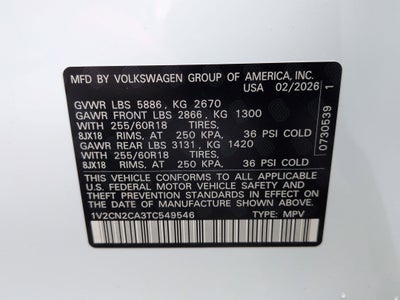 MFD BY VOLKSWAGEN GROUP OF AMERICA, INC.
USA 02/2026
GVWR LBS 5886, KG 2670
GAWR FRONT LBS 2866, KG 1300
WITH 255/60R18 TIRES,
8JX18 RIMS, AT 250 KPA, 36 PSI COLD
GAWR REAR LBS 3131, KG 1420
WITH 255/60R18 TIRES,
8JX18 RIMS, AT 250 KPA, 36 PSI COLD
THIS VEHICLE CONFORMS TO ALL APPLICABLE
U.S. FEDERAL MOTOR VEHICLE SAFETY AND
THEFT PREVENTION STANDARDS IN EFFECT ON
THE DATE OF MANUFACTURE SHOWN ABOVE.
1V2CN2CA3TC549546 TYPE: MPV
0730539 1